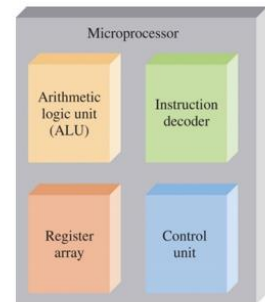 Microprocessor
Arithmetic
logic unit
(ALU)
Instruction
decoder
Register
array
Control
unit